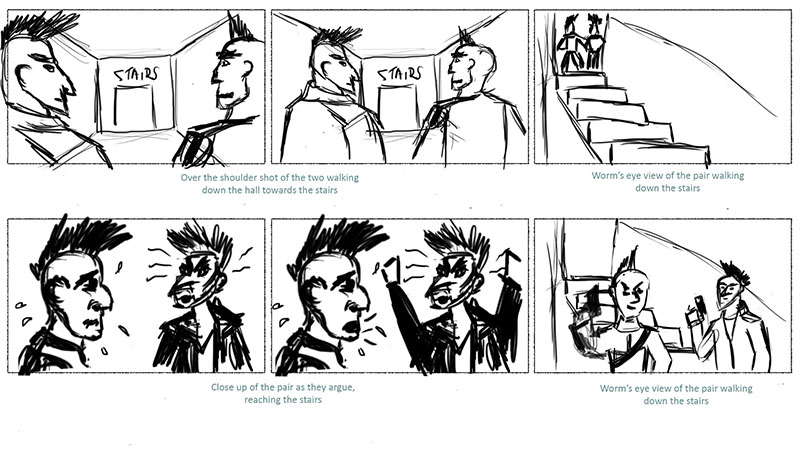 STAIRS
STAIRS
Over the shoulder shot of the two walking
down the hall towards the stairs
Worm's eye view of the pair walking
down the stairs
Close up of the pair as they argue,
reaching the stairs
Worm's eye view of the pair walking
down the stairs